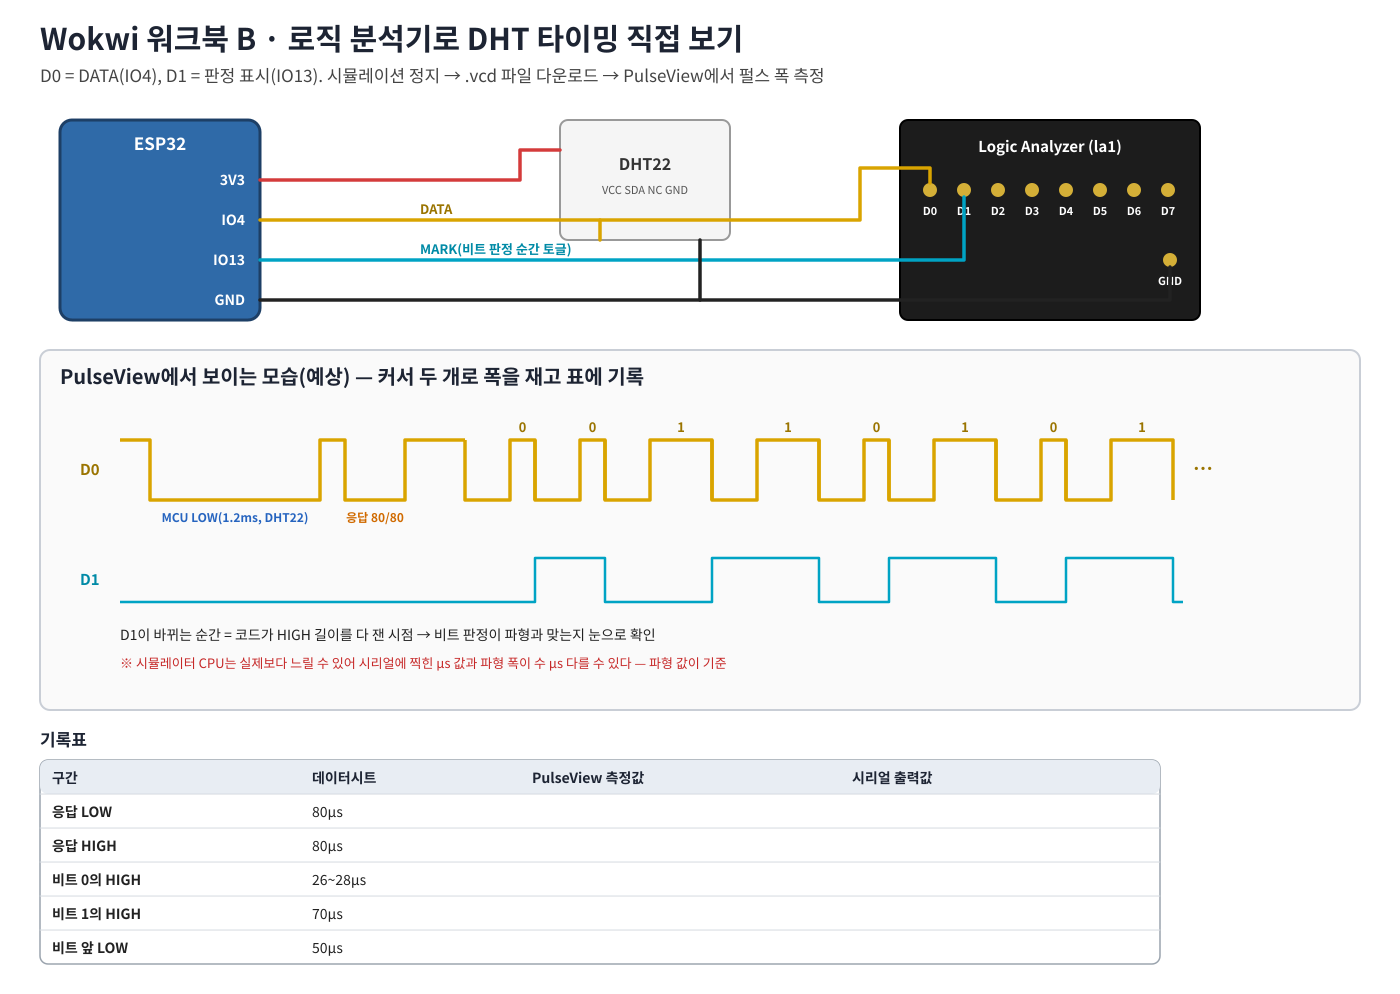 Wokwi 워크북 B · 로직 분석기로 DHT 타이밍 직접 보기
D0 = DATA(IO4), D1 = 판정 표시(IO13). 시뮬레이션 정지 → .vcd 파일 다운로드 → PulseView에서 펄스 폭 측정
ESP32
3V3
IO4
IO13
GND
DATA
MARK(비트 판정 순간 토글)
DHT22
VCC SDA NC GND
Logic Analyzer (la1)
D0 D1 D2 D3 D4 D5 D6 D7
GND
PulseView에서 보이는 모습(예상) — 커서 두 개로 폭을 재고 표에 기록
0 0 1 1 0 1 0 1
D0
...
MCU LOW(1.2ms, DHT22) 응답 80/80
D1
D1이 바뀌는 순간 = 코드가 HIGH 길이를 다 잰 시점 → 비트 판정이 파형과 맞는지 눈으로 확인
※ 시뮬레이터 CPU는 실제보다 느릴 수 있어 시리얼에 찍힌 µs 값과 파형 폭이 수 µs 다를 수 있다 — 파형 값이 기준
기록표
구간 데이터시트 PulseView 측정값 시리얼 출력값
응답 LOW 80µs
응답 HIGH 80µs
비트 0의 HIGH 26~28µs
비트 1의 HIGH 70µs
비트 앞 LOW 50µs